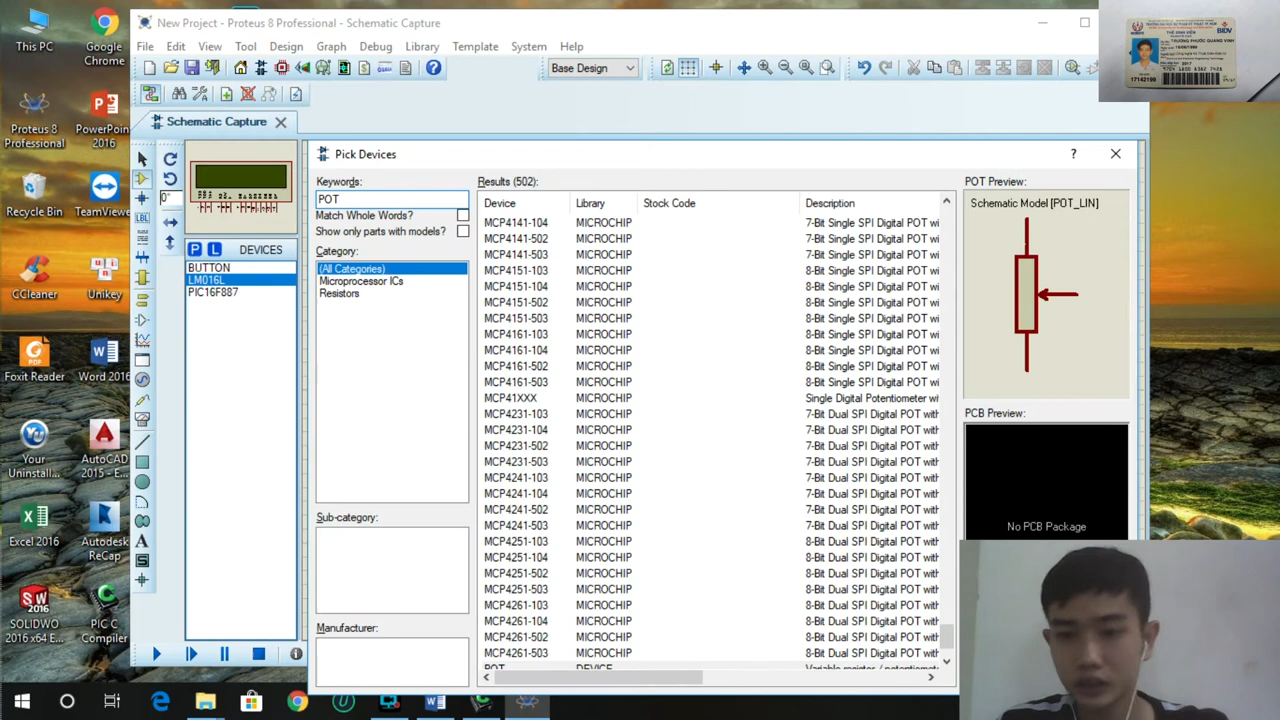 This PC
Google
Chrome
Proteus 8
Professional
PowerPoint
2016
Recycle Bin
TeamViewer
CCleaner
Unikey
Foxit Reader
Word 2016
Your
Uninstall...
AutoCAD
2015 - E...
Excel 2016
Autodesk
ReCap
SOLIDWO
2016 x64 E...
PIC C
Compiler
New Project - Proteus 8 Professional - Schematic Capture
File Edit View Tool Design Graph Debug Library Template System Help
Base Design
Schematic Capture
0°
P L DEVICES
BUTTON
LM016L
PIC16F887
LBL
A
Pick Devices
?
Keywords:
POT
Match Whole Words?
Show only parts with models?
Category:
(All Categories)
Microprocessor ICs
Resistors
Sub-category:
Manufacturer:
Results (502):
Device Library Stock Code Description
MCP4141-104 MICROCHIP 7-Bit Single SPI Digital POT wi
MCP4141-502 MICROCHIP 7-Bit Single SPI Digital POT wi
MCP4141-503 MICROCHIP 7-Bit Single SPI Digital POT wi
MCP4151-103 MICROCHIP 8-Bit Single SPI Digital POT wi
MCP4151-104 MICROCHIP 8-Bit Single SPI Digital POT wi
MCP4151-502 MICROCHIP 8-Bit Single SPI Digital POT wi
MCP4151-503 MICROCHIP 8-Bit Single SPI Digital POT wi
MCP4161-103 MICROCHIP 8-Bit Single SPI Digital POT wi
MCP4161-104 MICROCHIP 8-Bit Single SPI Digital POT wi
MCP4161-502 MICROCHIP 8-Bit Single SPI Digital POT wi
MCP4161-503 MICROCHIP 8-Bit Single SPI Digital POT wi
MCP41XXX MICROCHIP Single Digital Potentiometer wi
MCP4231-103 MICROCHIP 7-Bit Dual SPI Digital POT with
MCP4231-104 MICROCHIP 7-Bit Dual SPI Digital POT with
MCP4231-502 MICROCHIP 7-Bit Dual SPI Digital POT with
MCP4231-503 MICROCHIP 7-Bit Dual SPI Digital POT with
MCP4241-103 MICROCHIP 7-Bit Dual SPI Digital POT with
MCP4241-104 MICROCHIP 7-Bit Dual SPI Digital POT with
MCP4241-502 MICROCHIP 7-Bit Dual SPI Digital POT with
MCP4241-503 MICROCHIP 7-Bit Dual SPI Digital POT with
MCP4251-103 MICROCHIP 8-Bit Dual SPI Digital POT with
MCP4251-104 MICROCHIP 8-Bit Dual SPI Digital POT with
MCP4251-502 MICROCHIP 8-Bit Dual SPI Digital POT with
MCP4251-503 MICROCHIP 8-Bit Dual SPI Digital POT with
MCP4261-103 MICROCHIP 8-Bit Dual SPI Digital POT with
MCP4261-104 MICROCHIP 8-Bit Dual SPI Digital POT with
MCP4261-502 MICROCHIP 8-Bit Dual SPI Digital POT with
MCP4261-503 MICROCHIP 8-Bit Dual SPI Digital POT with
POT DEVICE Variable resistor / potentiomet
POT Preview:
Schematic Model [POT_LIN]
PCB Preview:
No PCB Package
THẺ SINH VIÊN
BIDV
TRƯƠNG PHƯỚC QUANG VINH
2017
17142199